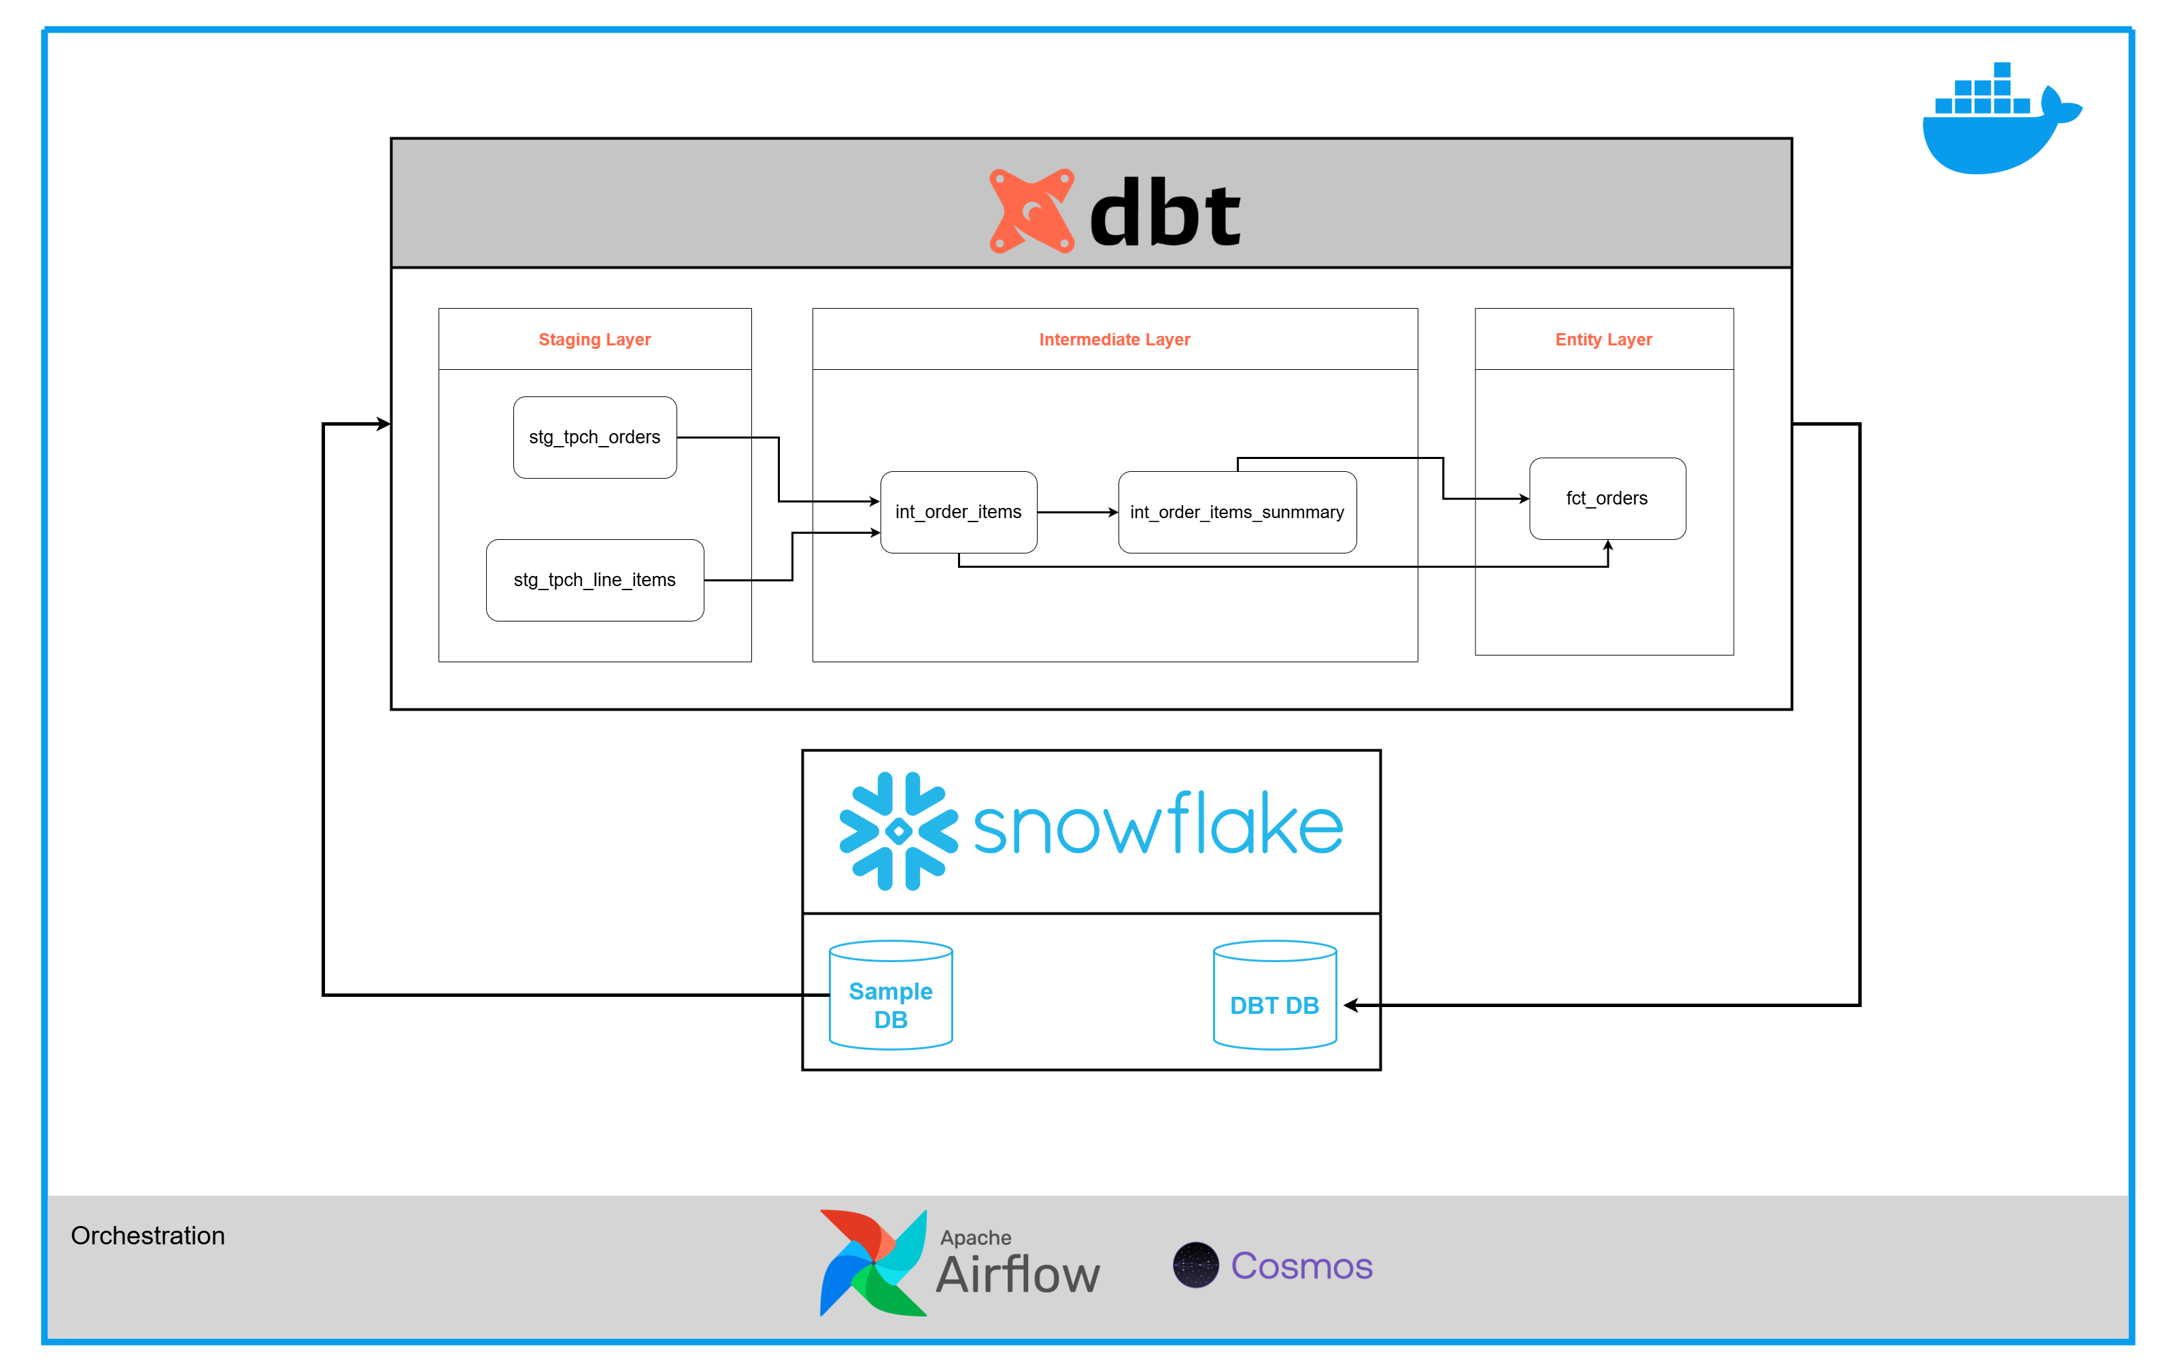 dbt
Staging Layer
Intermediate Layer
Entity Layer
stg_tpch_orders
stg_tpch_line_items
int_order_items
int_order_items_sunmmary
fct_orders
snowflake
Sample
DB
DBT DB
Orchestration
Apache
Airflow
Cosmos